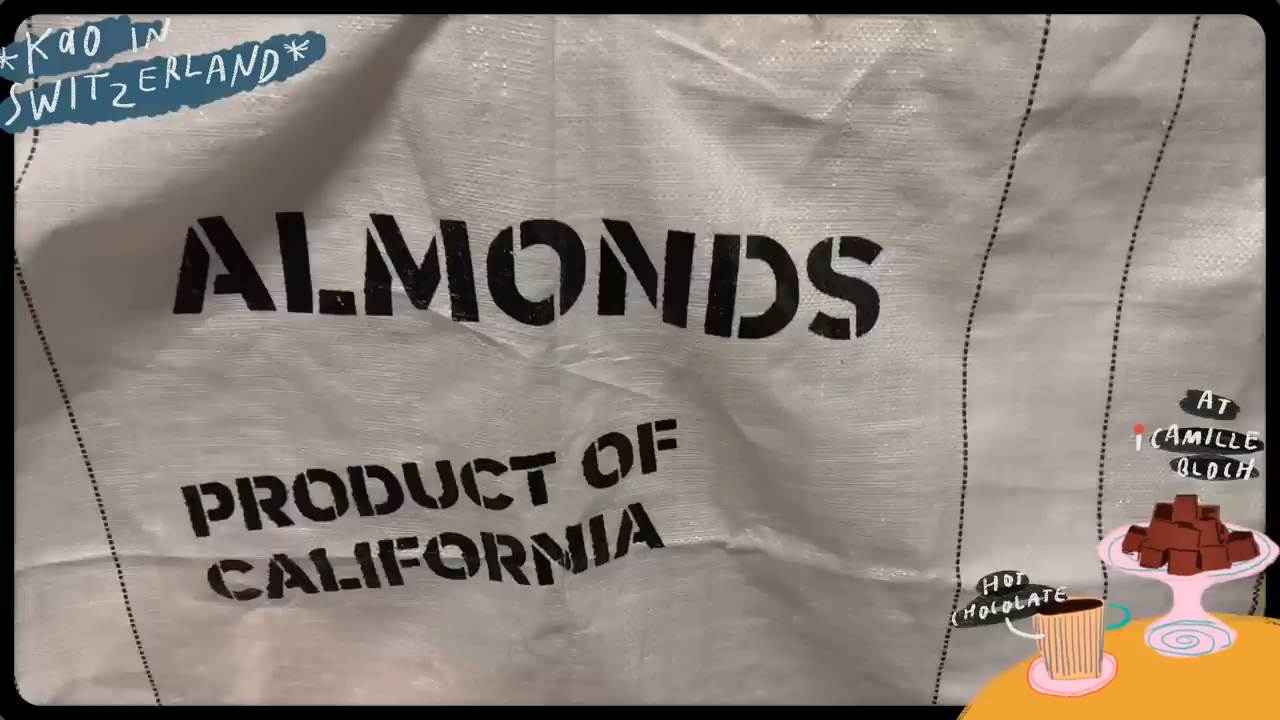 *Kao IN
SWITZERLAND*
ALMONDS
PRODUCT OF
CALIFORNIA
AT
CAMILLE
BLOCH
HOT
CHOCOLATE